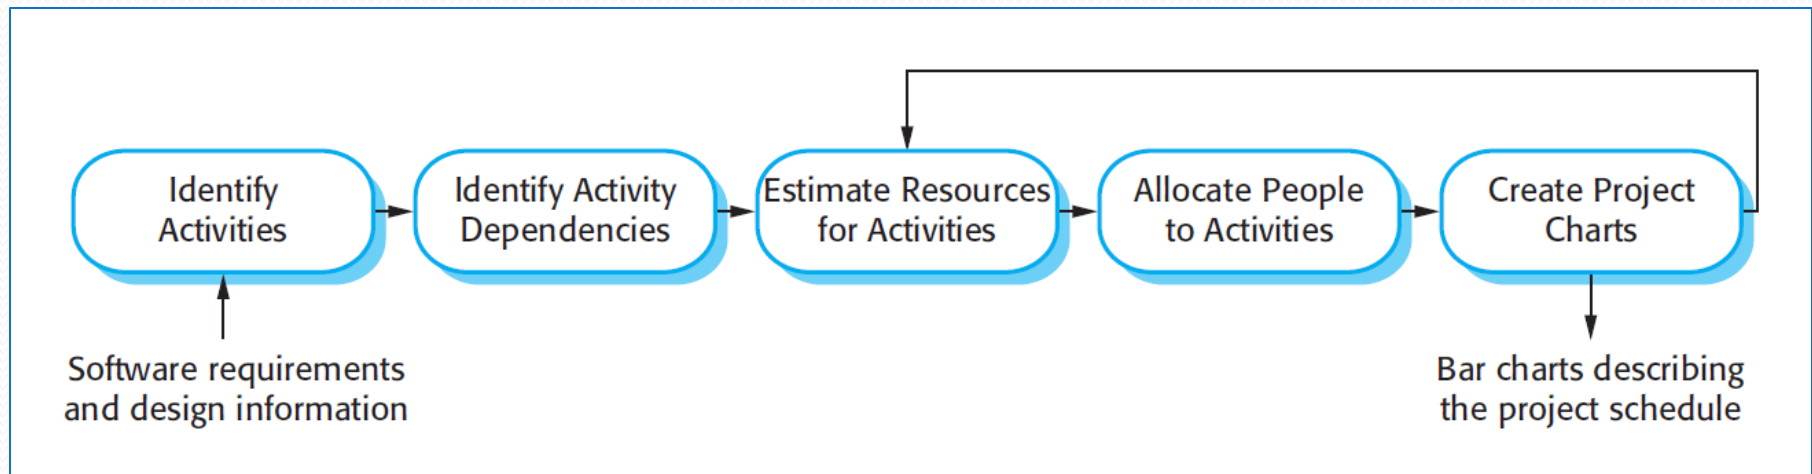 Identify
Activities
Identify Activity
Dependencies
Estimate Resources
for Activities
Allocate People
to Activities
Create Project
Charts
Software requirements
and design information
Bar charts describing
the project schedule